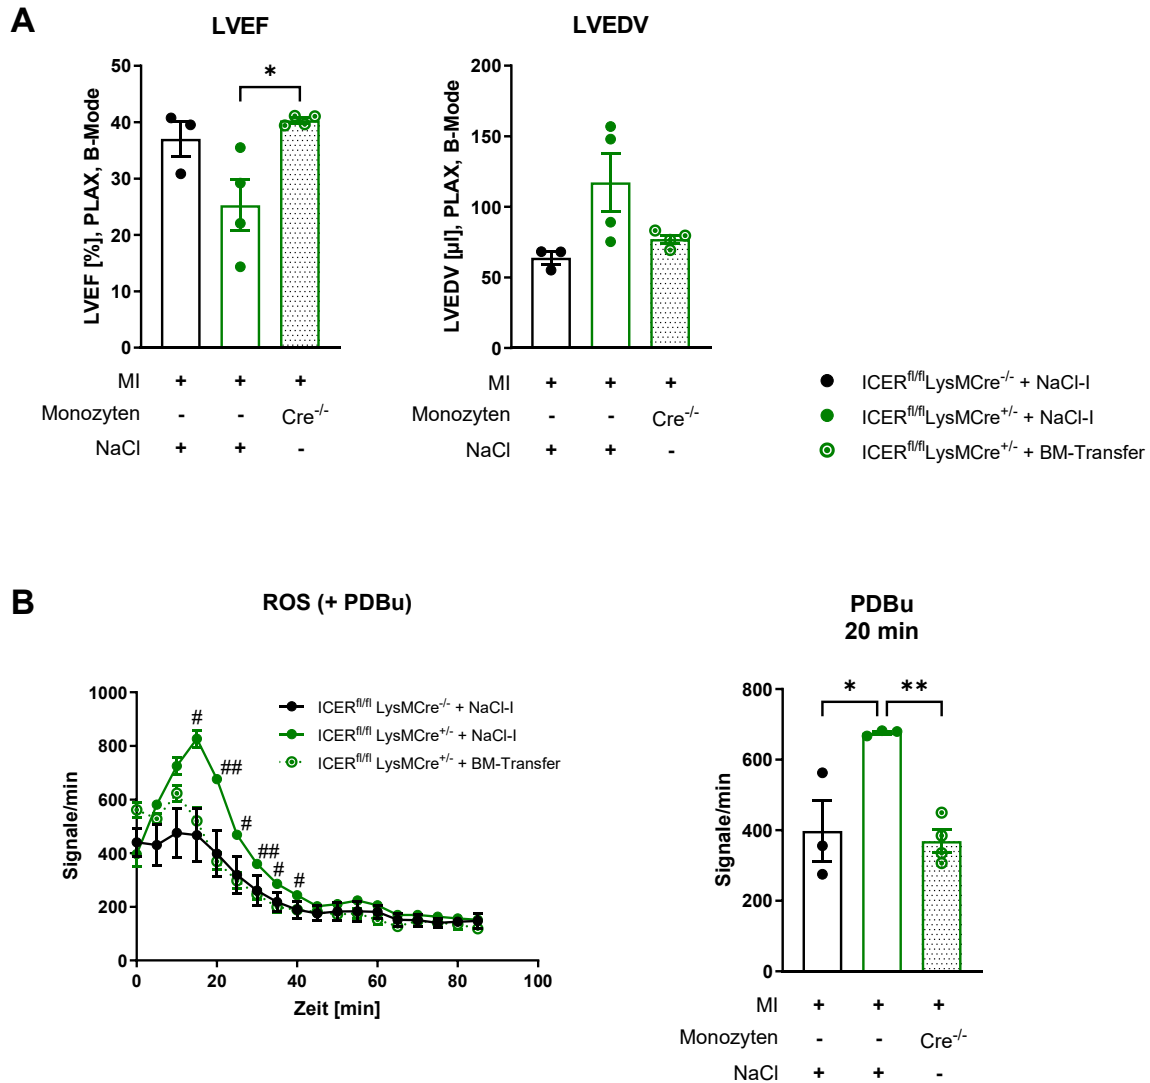 A
LVEF
LVEDV
LVEF [%], PLAX, B-Mode
50
40
30
20
10
0
*
LVEDV [µl], PLAX, B-Mode
200
150
100
50
0
MI + + +
Monozyten - - Cre-/-
NaCl + + -
MI + + +
Monozyten - - Cre-/-
NaCl + + -
ICERfl/flLysMCre-/- + NaCl-I
ICERfl/flLysMCre+/- + NaCl-I
ICERfl/flLysMCre+/- + BM-Transfer
B
ROS (+ PDBu)
Signale/min
1000
800
600
400
200
0
# ## # ## # #
ICERfl/fl LysMCre-/- + NaCl-I
ICERfl/fl LysMCre+/- + NaCl-I
ICERfl/fl LysMCre+/- + BM-Transfer
0 20 40 60 80 100
Zeit [min]
PDBu
20 min
Signale/min
800
600
400
200
0
* **
MI + + +
Monozyten - - Cre-/-
NaCl + + -